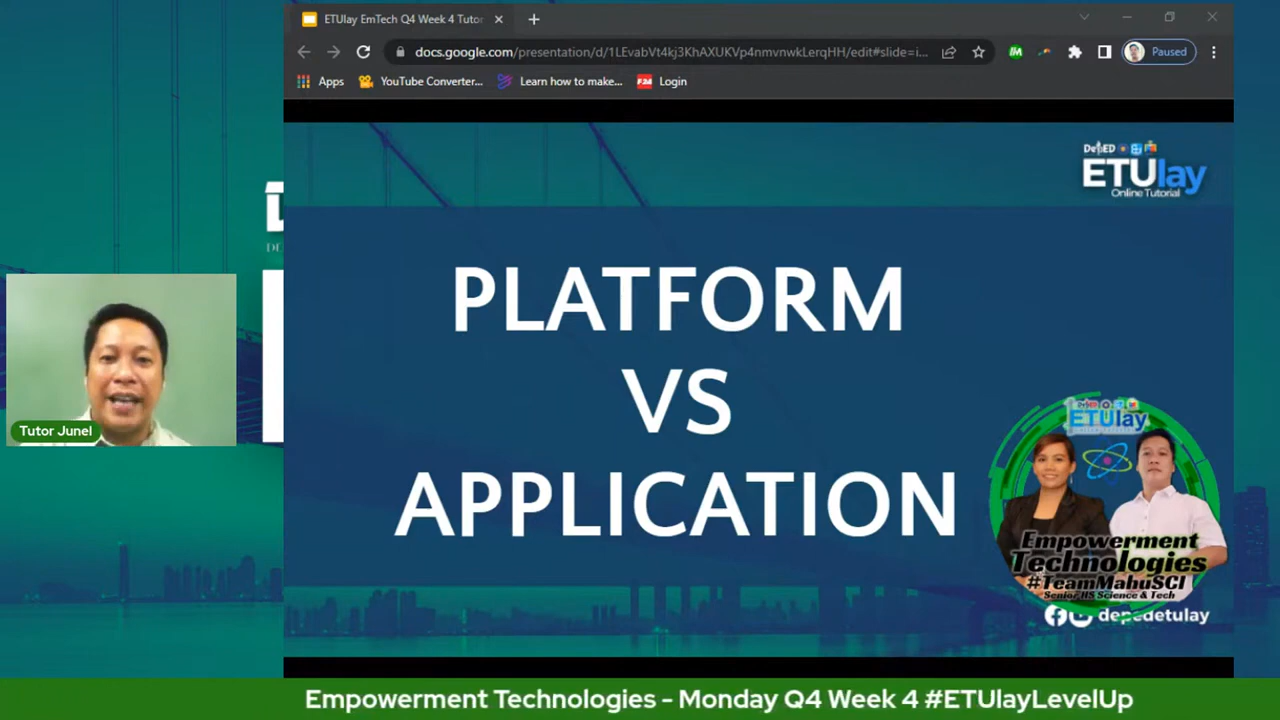 ETUlay EmTech Q4 Week 4 Tutor
docs.google.com/presentation/d/1LEvabVt4kj3KhAXUKVp4nmvnwkLerqHH/edit#slide=i...
Paused
Apps
YouTube Converter...
Learn how to make...
Login
DepED
ETUlay
Online Tutorial
PLATFORM
VS
APPLICATION
Tutor Junel
ETUlay
Empowerment
Technologies
#TeamMahuSCI
Senior HS Science & Tech
depedetulay
Empowerment Technologies - Monday Q4 Week 4 #ETUlayLevelUp